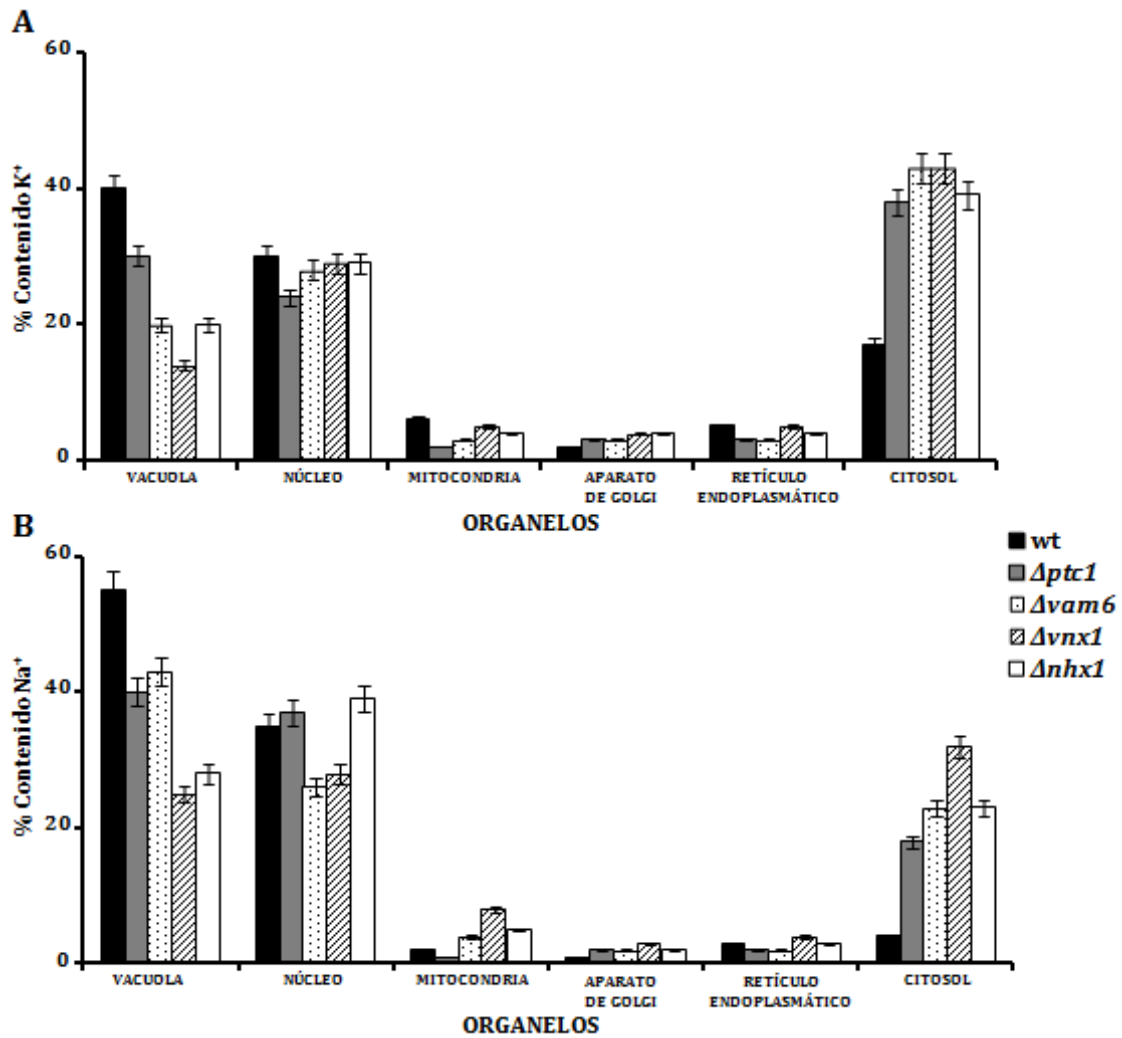 A
60
40
20
0
% Contenido K⁺
VACUOLA
NÚCLEO
MITOCONDRIA
APARATO
DE GOLGI
RETÍCULO
ENDOPLASMÁTICO
CITOSOL
ORGANELOS
B
60
40
20
0
% Contenido Na⁺
VACUOLA
NÚCLEO
MITOCONDRIA
APARATO
DE GOLGI
RETÍCULO
ENDOPLASMÁTICO
CITOSOL
ORGANELOS
wt
Δptc1
Δvam6
Δvnx1
Δnhx1